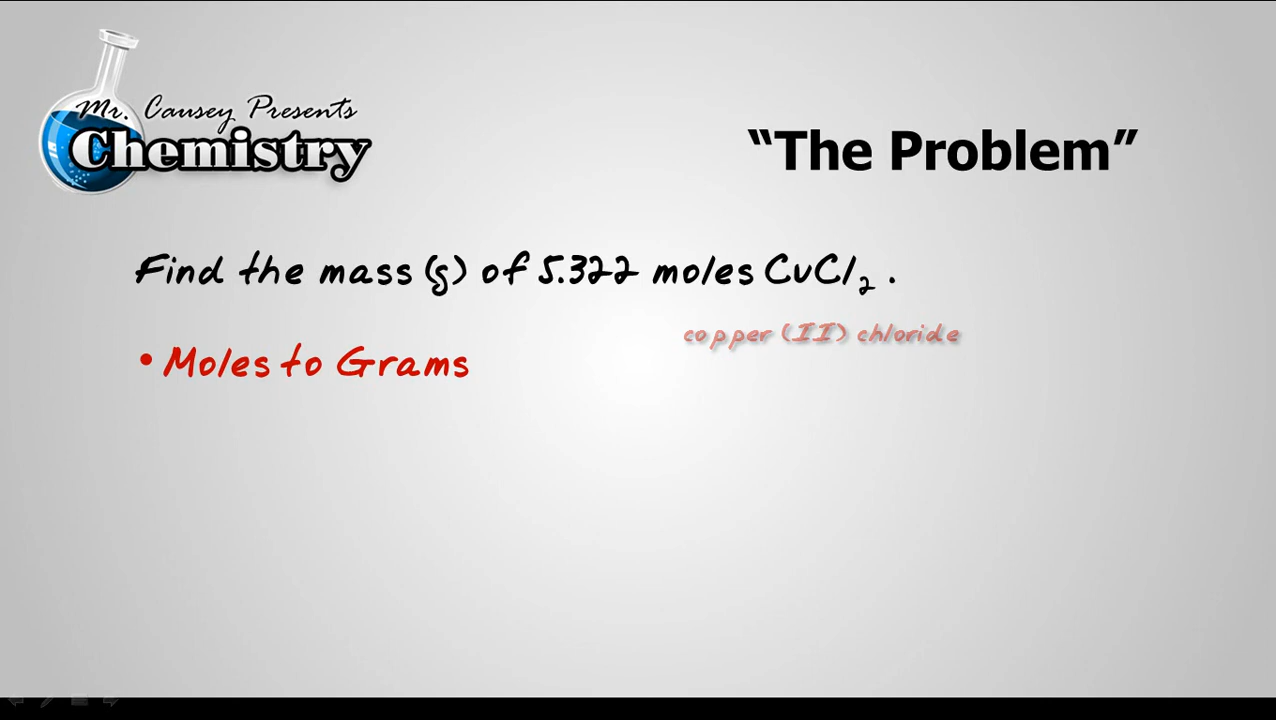 Mr. Causey Presents
Chemistry
“The Problem”
Find the mass (g) of 5.322 moles CuCl₂.
copper (II) chloride
• Moles to Grams